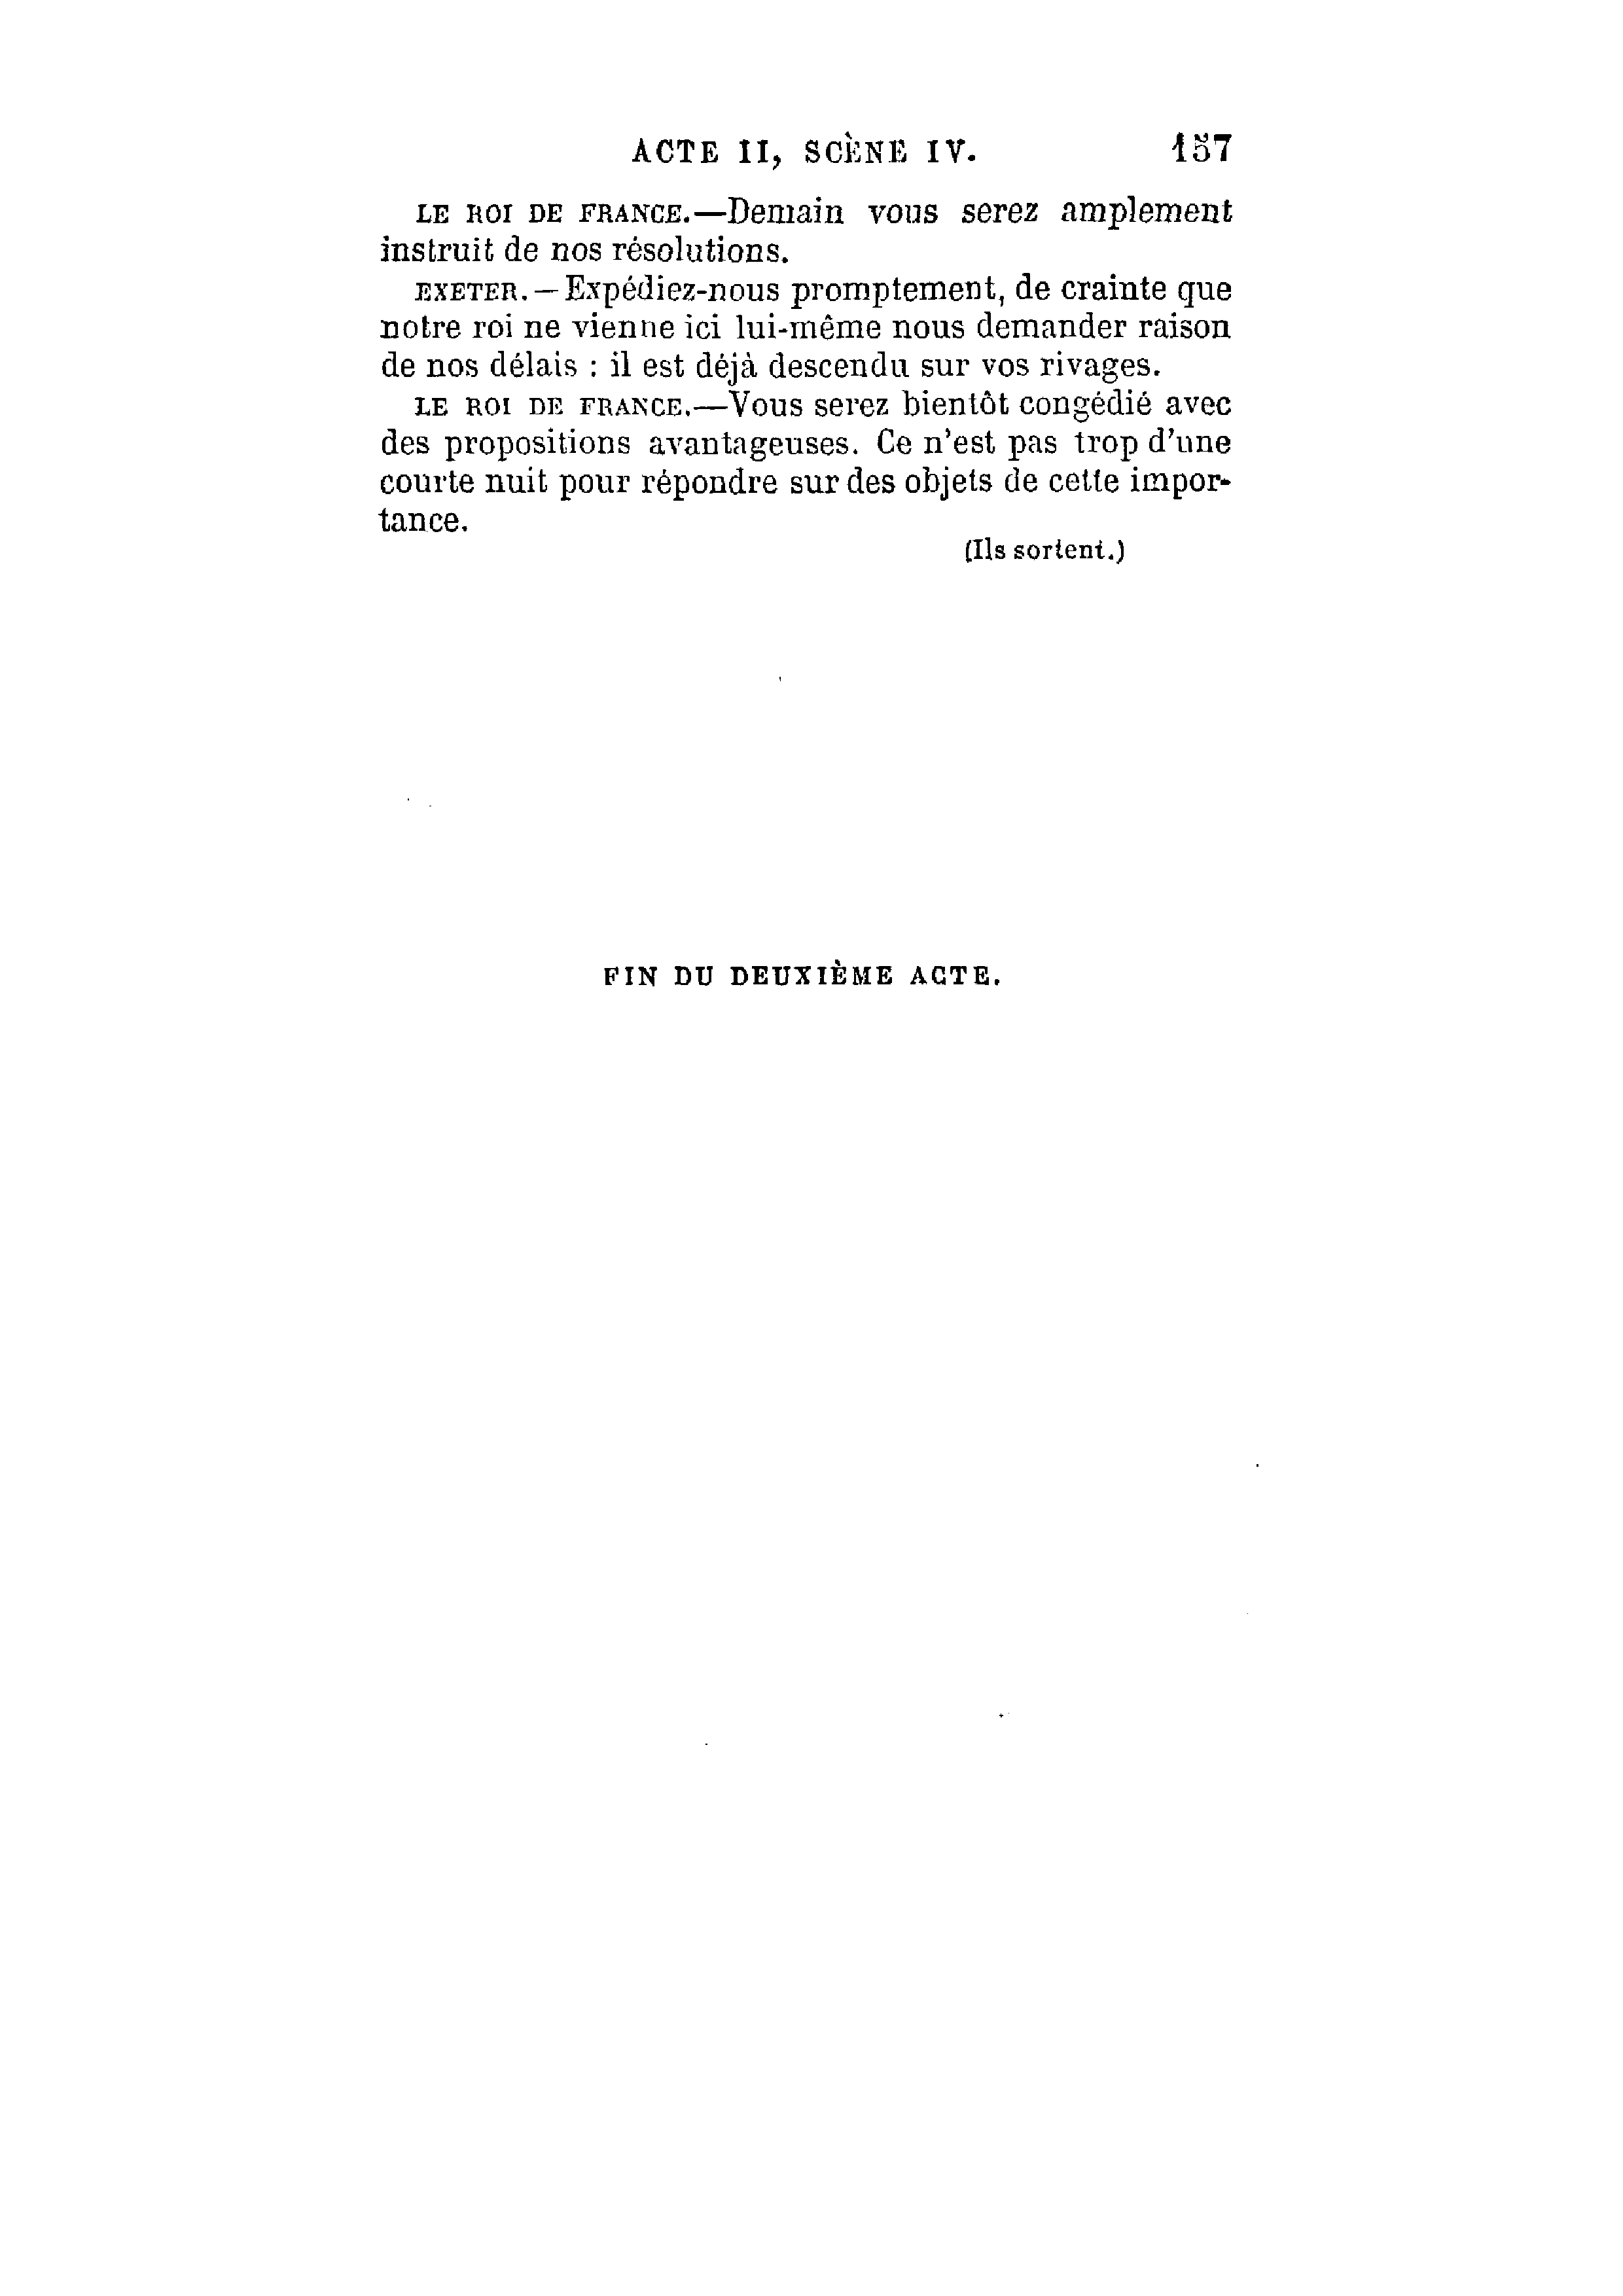 ACTE II, SCÈNE IV. 157
LE ROI DE FRANCE.—Demain vous serez amplement
instruit de nos résolutions.
EXETER.—Expédiez-nous promptement, de crainte que
notre roi ne vienne ici lui-même nous demander raison
de nos délais : il est déjà descendu sur vos rivages.
LE ROI DE FRANCE.—Vous serez bientôt congédié avec
des propositions avantageuses. Ce n'est pas trop d'une
courte nuit pour répondre sur des objets de cette impor-
tance.
(Ils sortent.)
FIN DU DEUXIÈME ACTE.